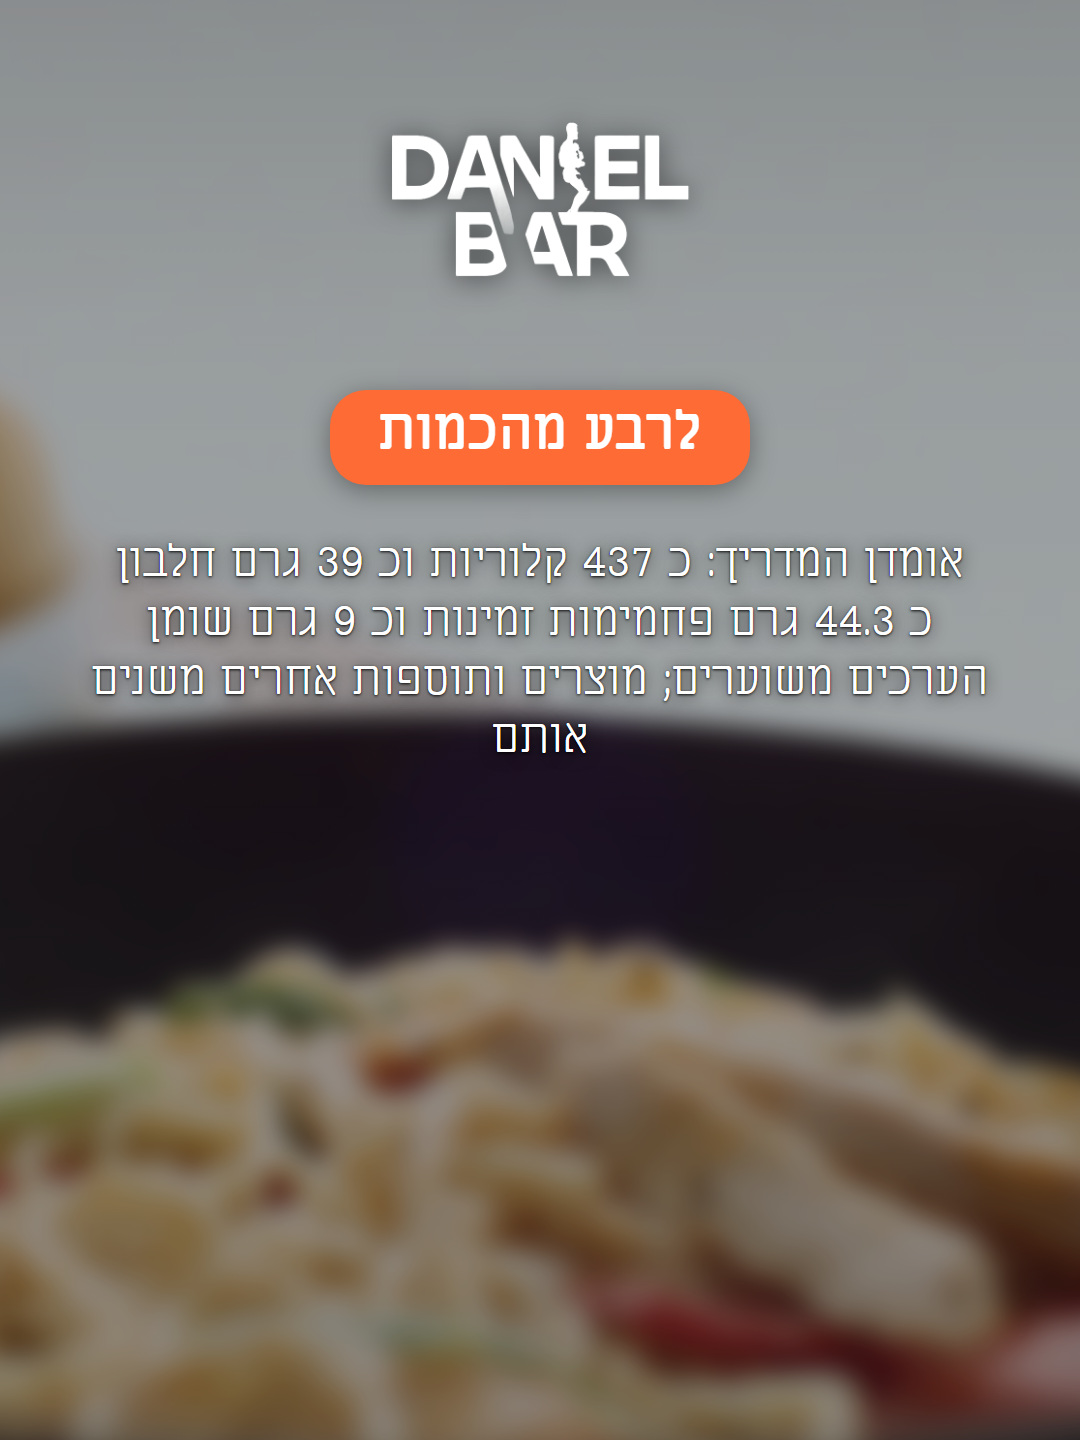 DANIEL
BAR
לרבע מהכמות
אומדן המדריך: כ 437 קלוריות וכ 39 גרם חלבון
כ 44.3 גרם פחמימות זמינות וכ 9 גרם שומן
הערכים משוערים; מוצרים ותוספות אחרים משנים
אותם